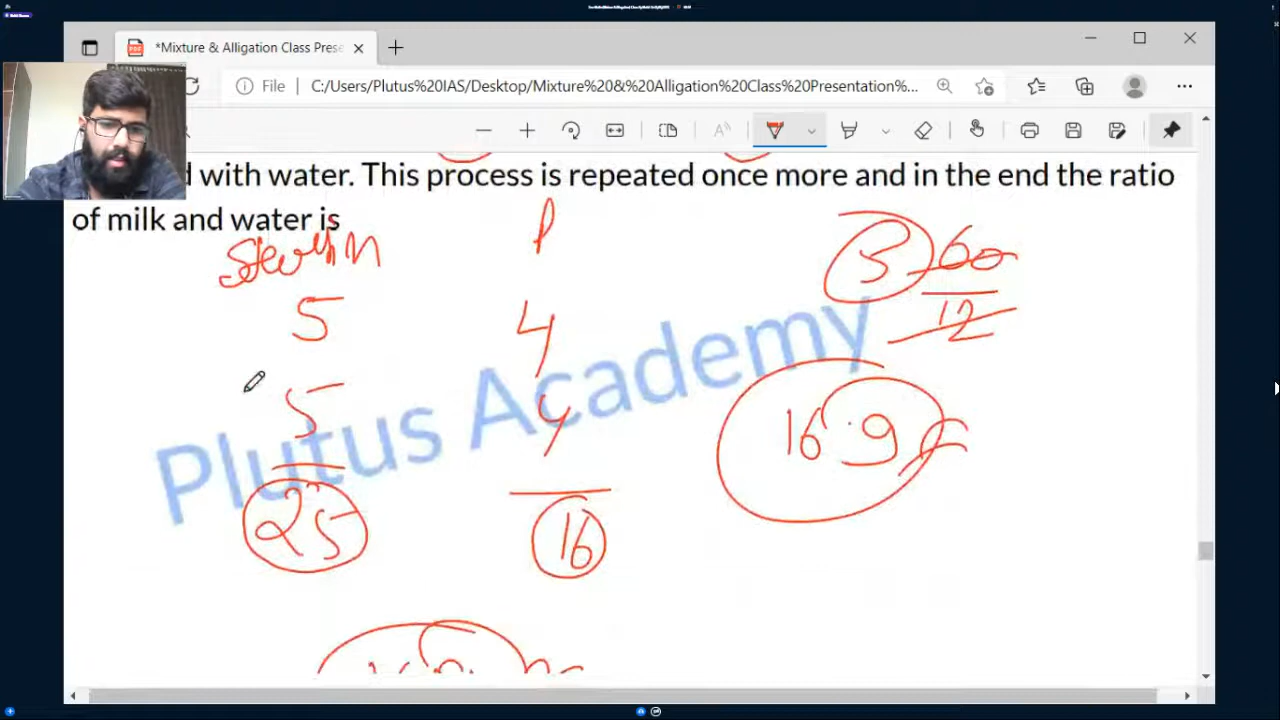 *Mixture & Alligation Class Prese
File C:/Users/Plutus%20IAS/Desktop/Mixture%20&%20Alligation%20Class%20Presentation%...
d with water. This process is repeated once more and in the end the ratio
of milk and water is
5 4
5 4
25 16
5 60
12
16 : 9
Plutus Academy